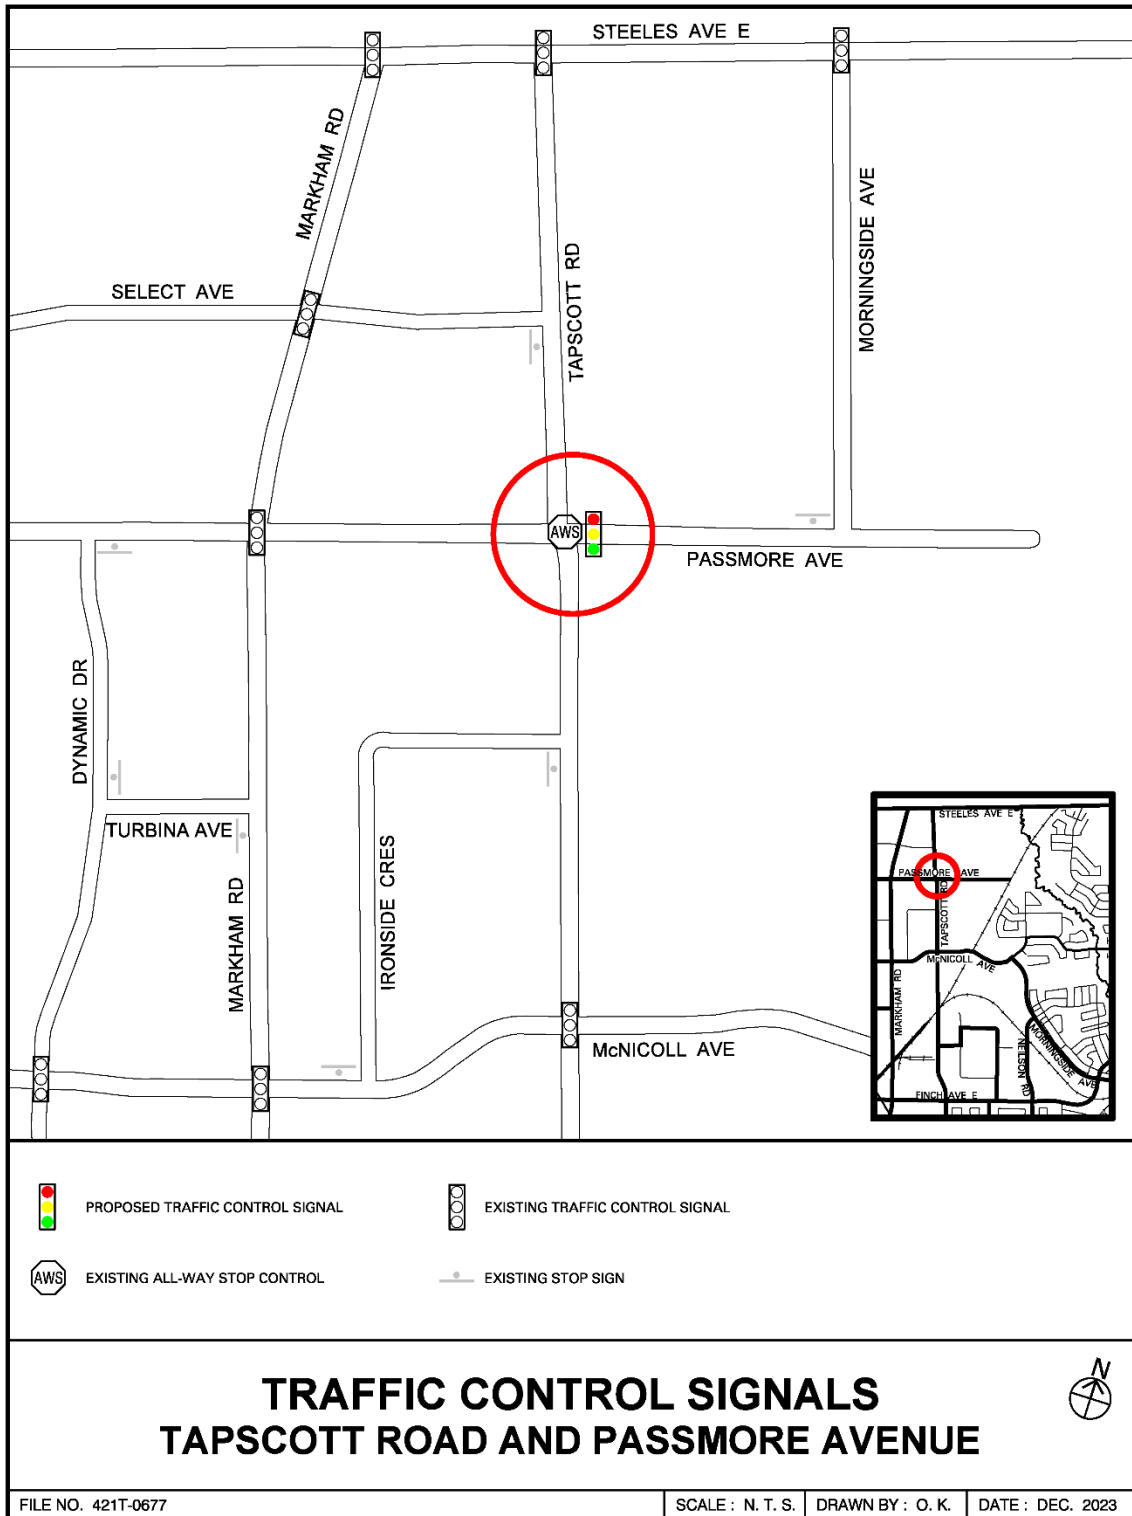 STEELES AVE E
MARKHAM RD
TAPSCOTT RD
MORNINGSIDE AVE
SELECT AVE
AWS
PASSMORE AVE
DYNAMIC DR
TURBINA AVE
MARKHAM RD
IRONSIDE CRES
McNICOLL AVE
STEELES AVE E
PASSMORE AVE
TAPSCOTT RD
McNICOLL AVE
MARKHAM RD
MORNINGSIDE AVE
NEILSON RD
FINCH AVE E
PROPOSED TRAFFIC CONTROL SIGNAL
EXISTING TRAFFIC CONTROL SIGNAL
AWS
EXISTING ALL-WAY STOP CONTROL
EXISTING STOP SIGN
N
TRAFFIC CONTROL SIGNALS
TAPSCOTT ROAD AND PASSMORE AVENUE
FILE NO. 421T-0677
SCALE : N. T. S.
DRAWN BY : O. K.
DATE : DEC. 2023